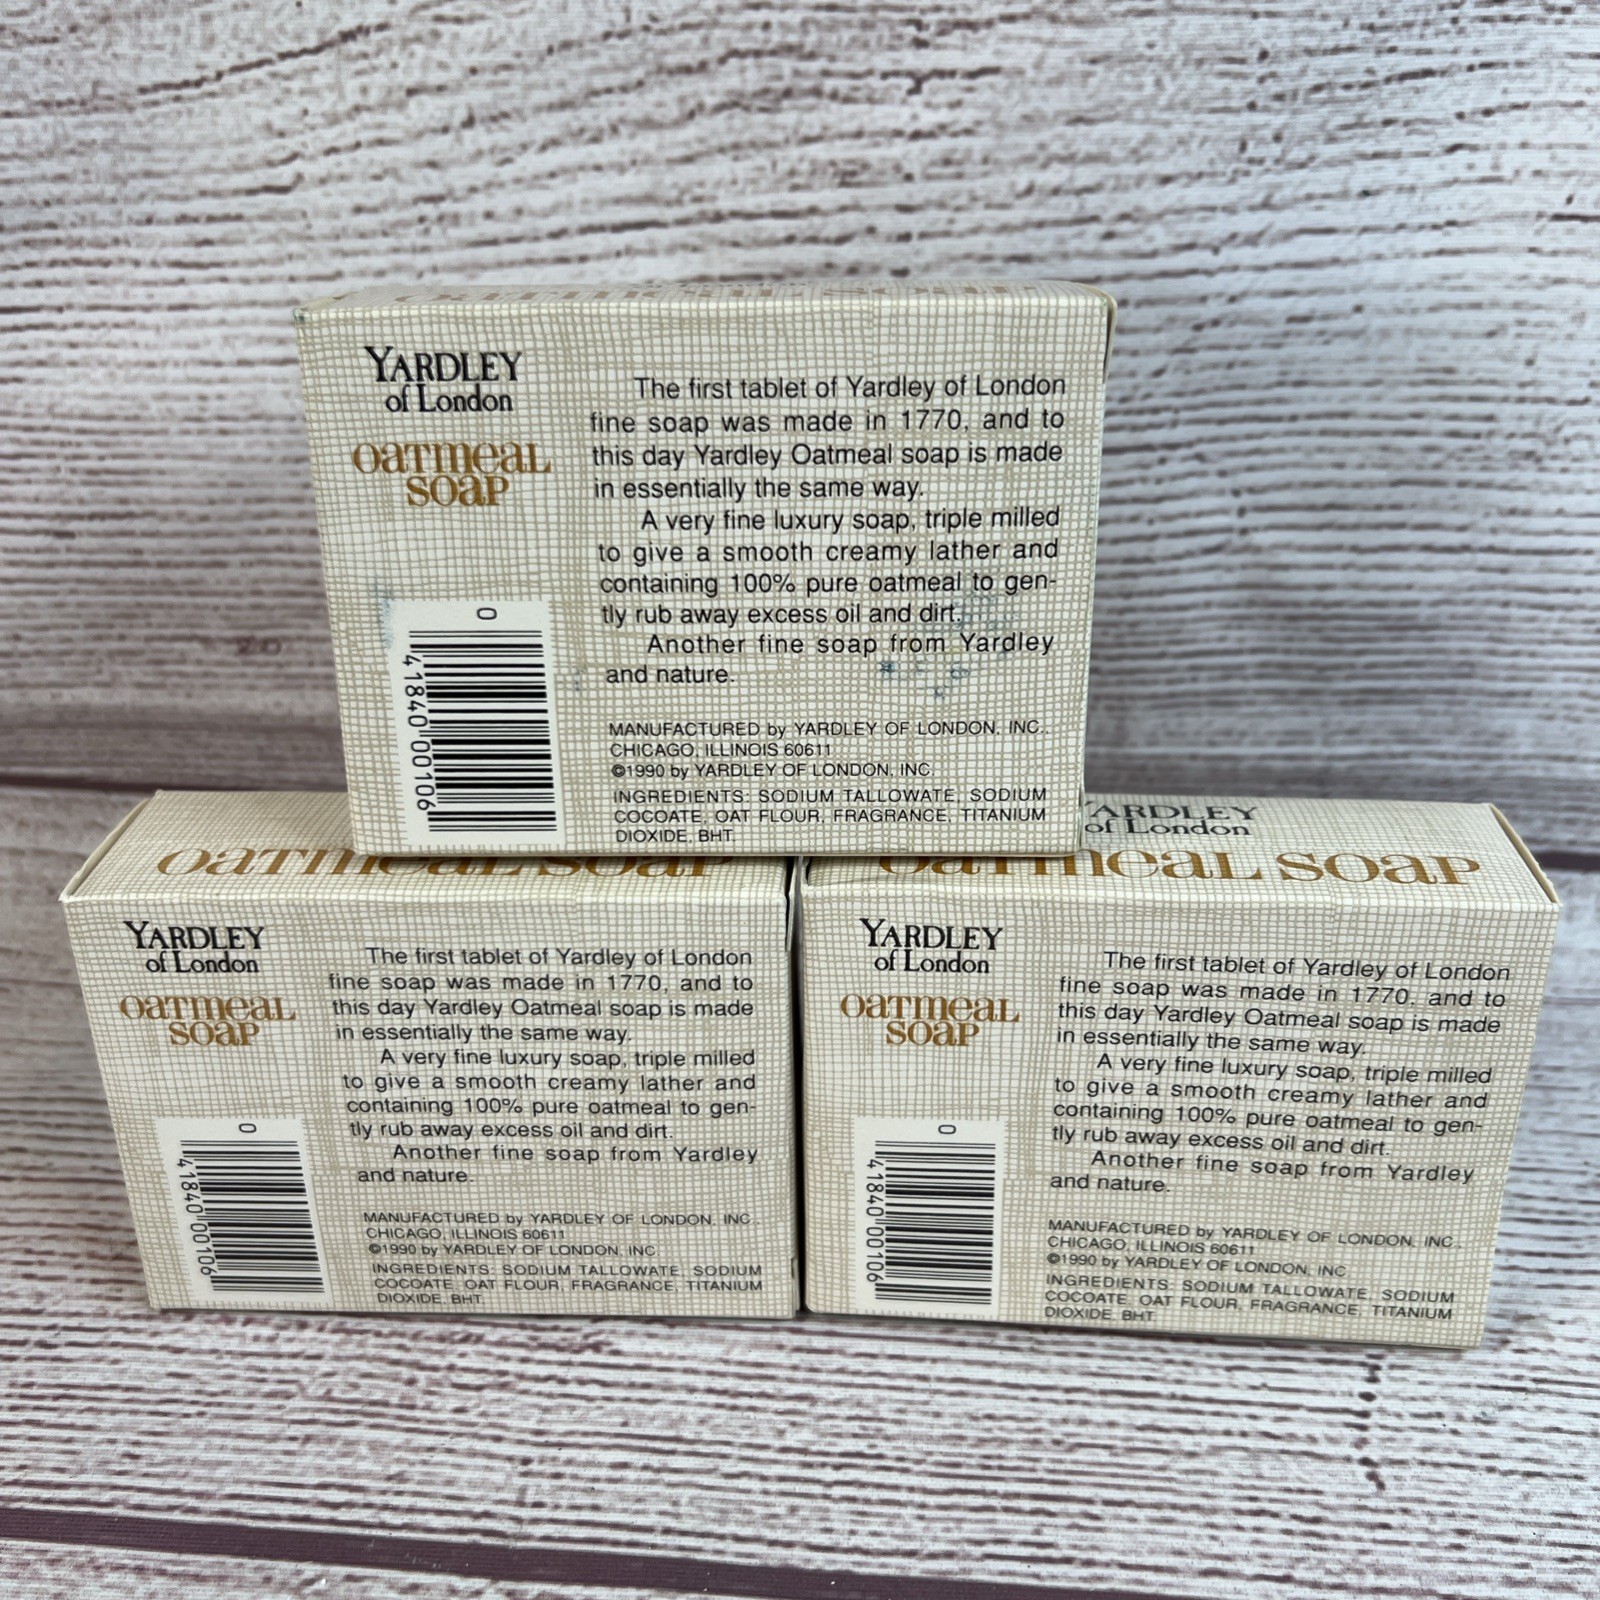 YARDLEY
of London
OATMEAL
SOAP
The first tablet of Yardley of London
fine soap was made in 1770, and to
this day Yardley Oatmeal soap is made
in essentially the same way.
A very fine luxury soap, triple milled
to give a smooth creamy lather and
containing 100% pure oatmeal to gen-
tly rub away excess oil and dirt.
Another fine soap from Yardley
and nature.
MANUFACTURED by YARDLEY OF LONDON, INC.,
CHICAGO, ILLINOIS 60611
©1990 by YARDLEY OF LONDON, INC.
INGREDIENTS: SODIUM TALLOWATE, SODIUM
COCOATE, OAT FLOUR, FRAGRANCE, TITANIUM
DIOXIDE, BHT.
0
41840 00106
OATMEAL SOAP
YARDLEY
of London
OATMEAL
SOAP
The first tablet of Yardley of London
fine soap was made in 1770, and to
this day Yardley Oatmeal soap is made
in essentially the same way.
A very fine luxury soap, triple milled
to give a smooth creamy lather and
containing 100% pure oatmeal to gen-
tly rub away excess oil and dirt.
Another fine soap from Yardley
and nature.
MANUFACTURED by YARDLEY OF LONDON, INC.,
CHICAGO, ILLINOIS 60611
©1990 by YARDLEY OF LONDON, INC.
INGREDIENTS: SODIUM TALLOWATE, SODIUM
COCOATE, OAT FLOUR, FRAGRANCE, TITANIUM
DIOXIDE, BHT.
0
41840 00106
YARDLEY
of London
OATMEAL SOAP
YARDLEY
of London
OATMEAL
SOAP
The first tablet of Yardley of London
fine soap was made in 1770, and to
this day Yardley Oatmeal soap is made
in essentially the same way.
A very fine luxury soap, triple milled
to give a smooth creamy lather and
containing 100% pure oatmeal to gen-
tly rub away excess oil and dirt.
Another fine soap from Yardley
and nature.
MANUFACTURED by YARDLEY OF LONDON, INC.,
CHICAGO, ILLINOIS 60611
©1990 by YARDLEY OF LONDON, INC.
INGREDIENTS: SODIUM TALLOWATE, SODIUM
COCOATE, OAT FLOUR, FRAGRANCE, TITANIUM
DIOXIDE, BHT.
0
41840 00106